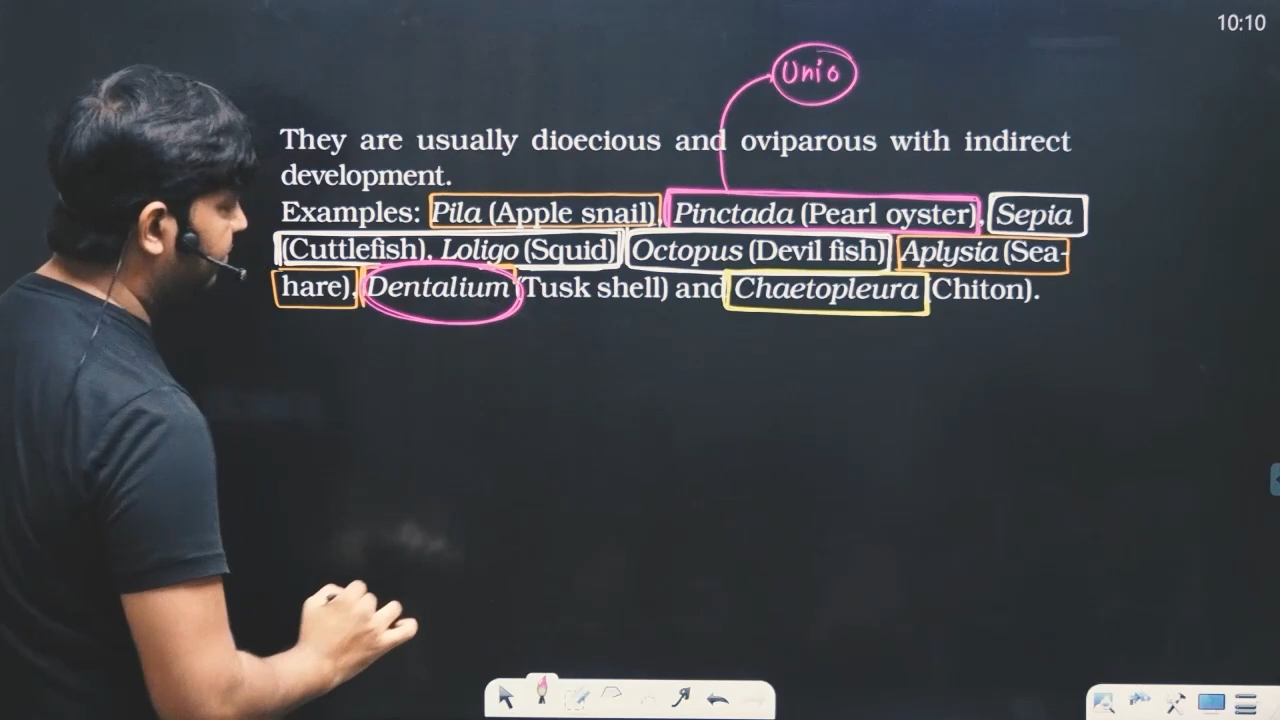 10:10
Unio
They are usually dioecious and oviparous with indirect
development.
Examples: Pila (Apple snail), Pinctada (Pearl oyster), Sepia
(Cuttlefish), Loligo (Squid), Octopus (Devil fish), Aplysia (Sea-
hare), Dentalium (Tusk shell) and Chaetopleura (Chiton).